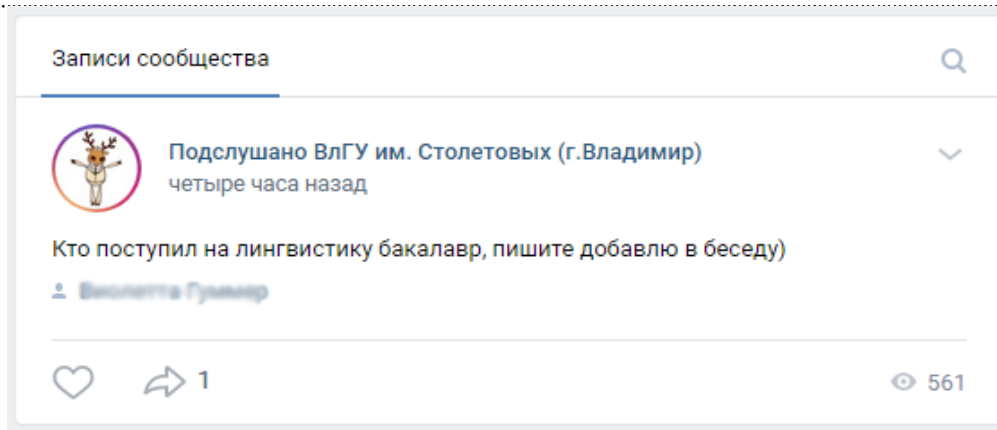 Записи сообщества
Подслушано ВлГУ им. Столетовых (г.Владимир)
четыре часа назад
Кто поступил на лингвистику бакалавр, пишите добавлю в беседу)
1
561